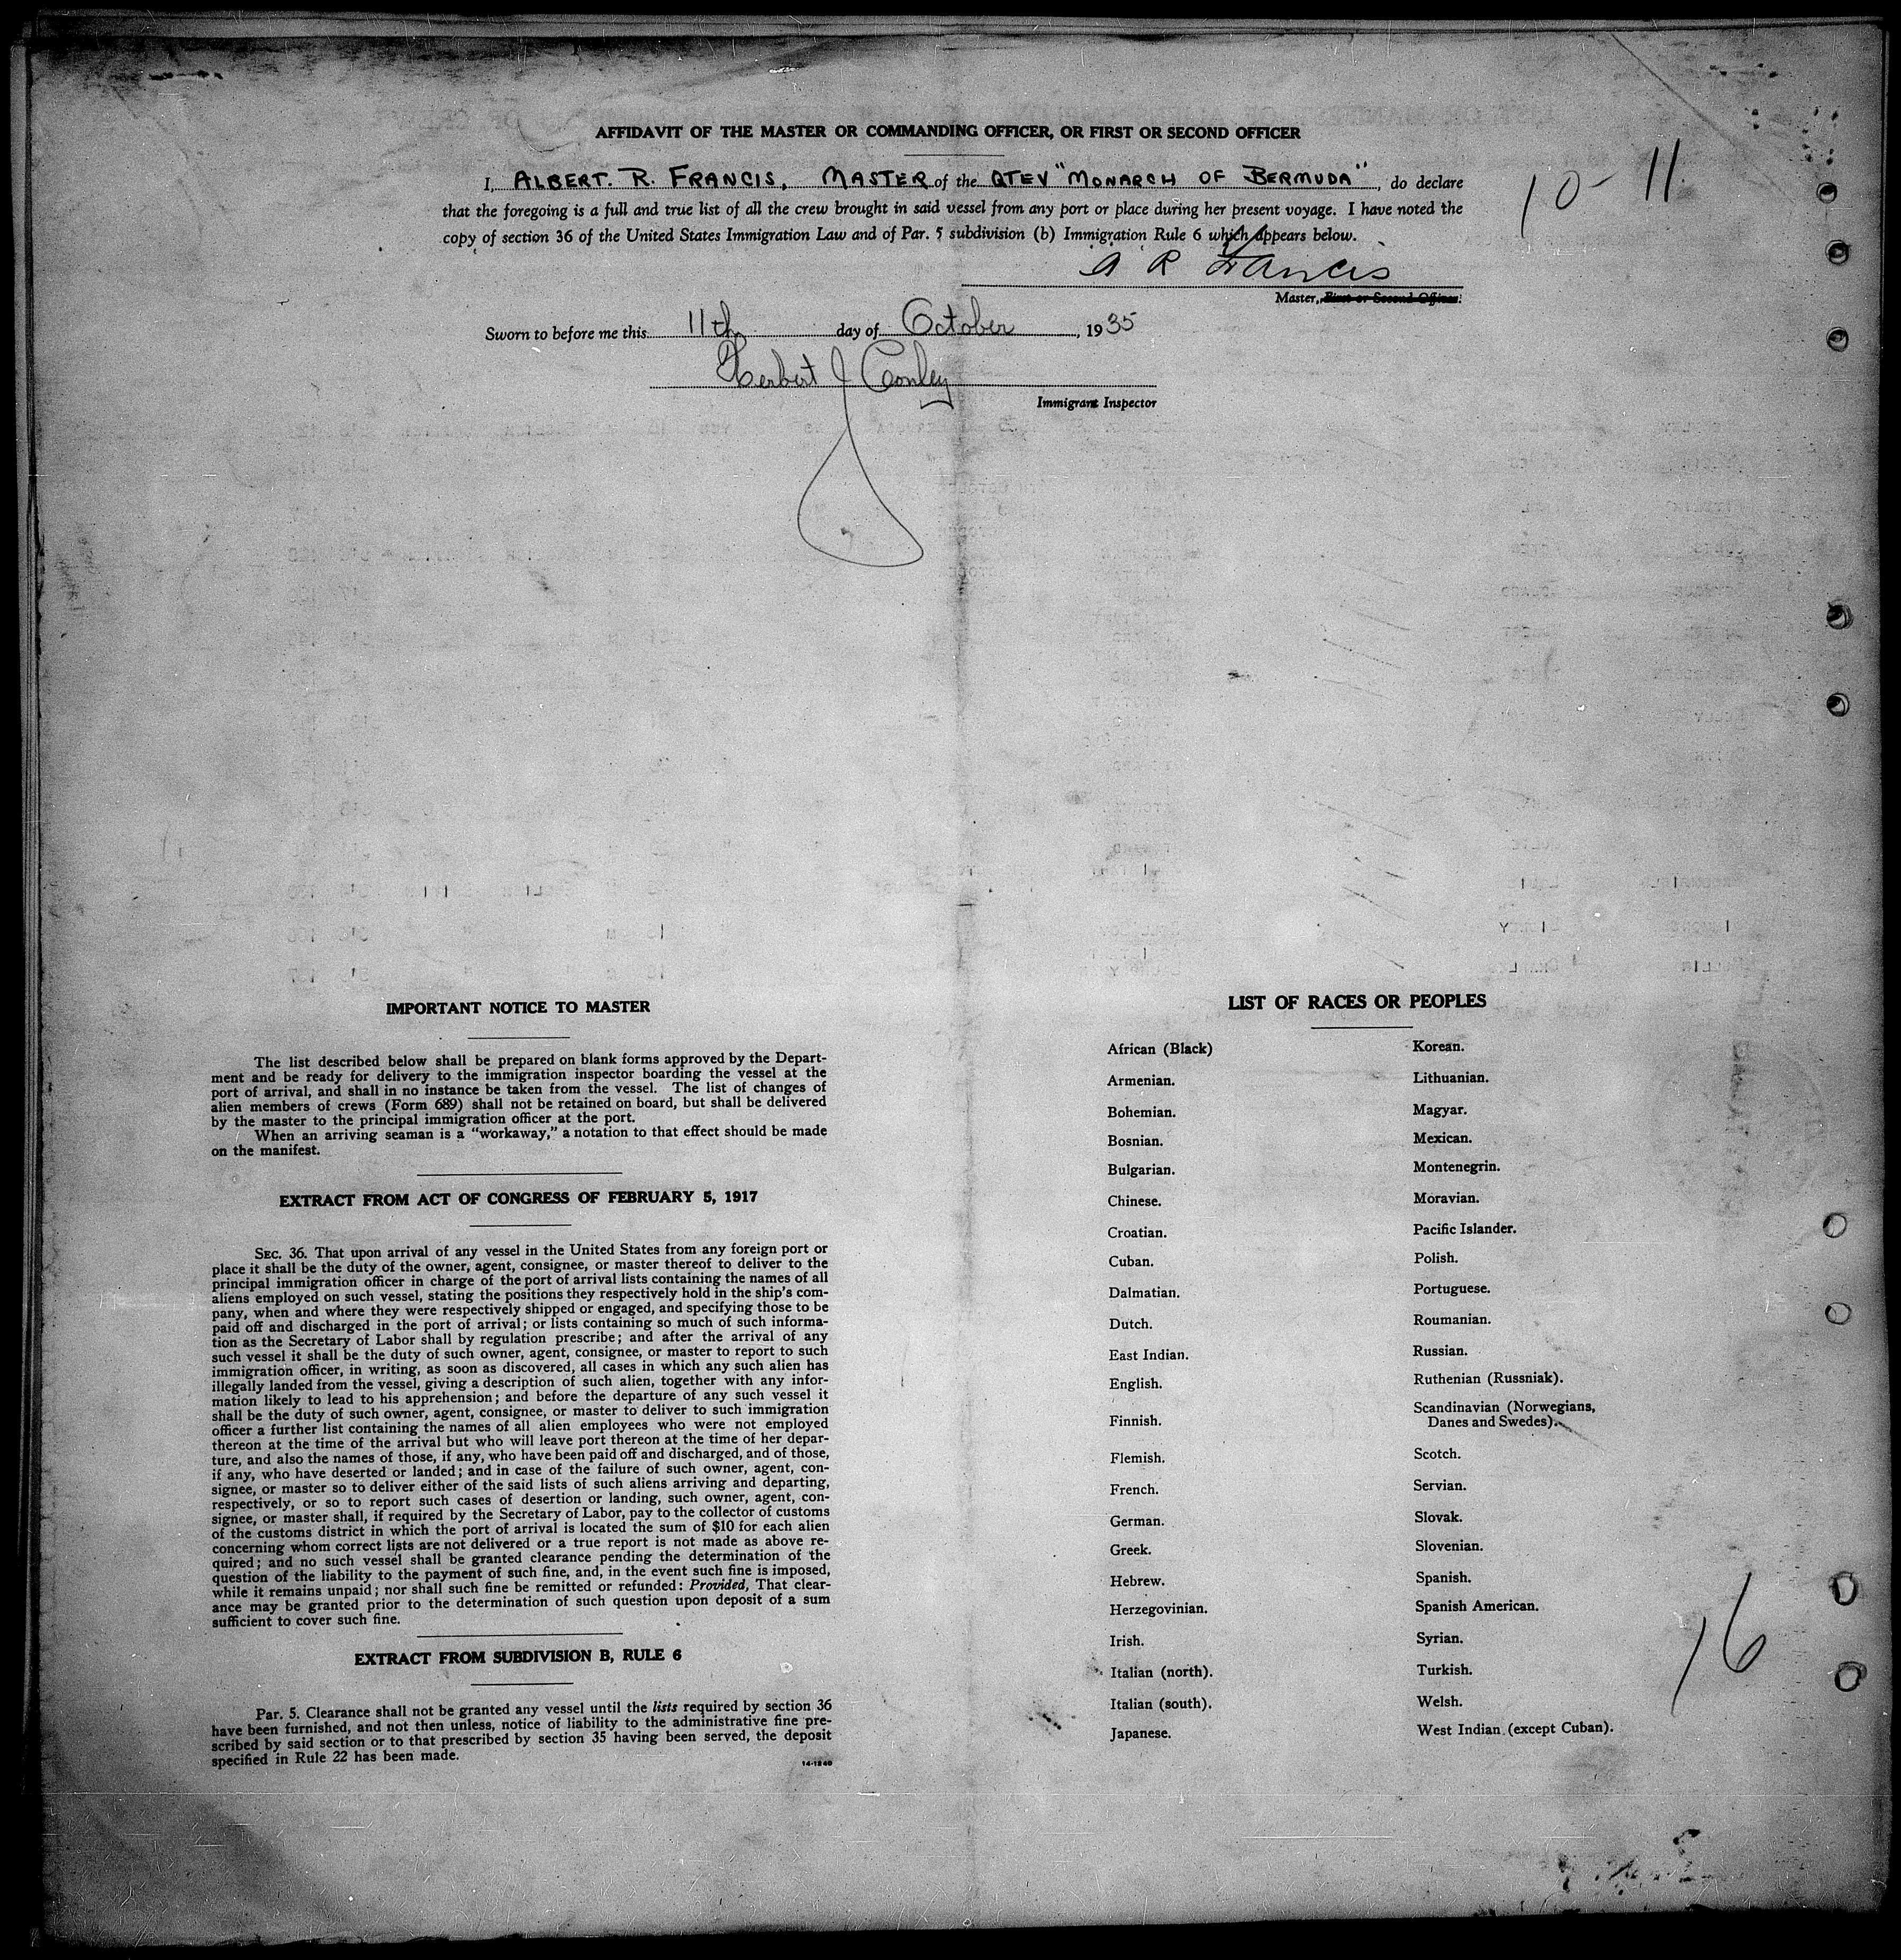 AFFIDAVIT OF THE MASTER OR COMMANDING OFFICER, OR FIRST OR SECOND OFFICER
I, ALBERT. R. FRANCIS, MASTER of the QTEV "MONARCH OF BERMUDA", do declare
that the foregoing is a full and true list of all the crew brought in said vessel from any port or place during her present voyage. I have noted the
copy of section 36 of the United States Immigration Law and of Par. 5 subdivision (b) Immigration Rule 6 which appears below.
10-11
A R Francis
Master, First or Second Officer.
Sworn to before me this 11th day of October, 1935
Herbert J Conley
Immigrant Inspector
IMPORTANT NOTICE TO MASTER
The list described below shall be prepared on blank forms approved by the Depart-
ment and be ready for delivery to the immigration inspector boarding the vessel at the
port of arrival, and shall in no instance be taken from the vessel. The list of changes of
alien members of crews (Form 689) shall not be retained on board, but shall be delivered
by the master to the principal immigration officer at the port.
When an arriving seaman is a "workaway," a notation to that effect should be made
on the manifest.
EXTRACT FROM ACT OF CONGRESS OF FEBRUARY 5, 1917
SEC. 36. That upon arrival of any vessel in the United States from any foreign port or
place it shall be the duty of the owner, agent, consignee, or master thereof to deliver to the
principal immigration officer in charge of the port of arrival lists containing the names of all
aliens employed on such vessel, stating the positions they respectively hold in the ship's com-
pany, when and where they were respectively shipped or engaged, and specifying those to be
paid off and discharged in the port of arrival; or lists containing so much of such informa-
tion as the Secretary of Labor shall by regulation prescribe; and after the arrival of any
such vessel it shall be the duty of such owner, agent, consignee, or master to report to such
immigration officer, in writing, as soon as discovered, all cases in which any such alien has
illegally landed from the vessel, giving a description of such alien, together with any infor-
mation likely to lead to his apprehension; and before the departure of any such vessel it
shall be the duty of such owner, agent, consignee, or master to deliver to such immigration
officer a further list containing the names of all alien employees who were not employed
thereon at the time of the arrival but who will leave port thereon at the time of her depar-
ture, and also the names of those, if any, who have been paid off and discharged, and of those,
if any, who have deserted or landed; and in case of the failure of such owner, agent, con-
signee, or master so to deliver either of the said lists of such aliens arriving and departing,
respectively, or so to report such cases of desertion or landing, such owner, agent, con-
signee, or master shall, if required by the Secretary of Labor, pay to the collector of customs
of the customs district in which the port of arrival is located the sum of $10 for each alien
concerning whom correct lists are not delivered or a true report is not made as above re-
quired; and no such vessel shall be granted clearance pending the determination of the
question of the liability to the payment of such fine, and, in the event such fine is imposed,
while it remains unpaid; nor shall such fine be remitted or refunded: Provided, That clear-
ance may be granted prior to the determination of such question upon deposit of a sum
sufficient to cover such fine.
EXTRACT FROM SUBDIVISION B, RULE 6
Par. 5. Clearance shall not be granted any vessel until the lists required by section 36
have been furnished, and not then unless, notice of liability to the administrative fine pre-
scribed by said section or to that prescribed by section 35 having been served, the deposit
specified in Rule 22 has been made.
14-1240
LIST OF RACES OR PEOPLES
African (Black)
Armenian.
Bohemian.
Bosnian.
Bulgarian.
Chinese.
Croatian.
Cuban.
Dalmatian.
Dutch.
East Indian.
English.
Finnish.
Flemish.
French.
German.
Greek.
Hebrew.
Herzegovinian.
Irish.
Italian (north).
Italian (south).
Japanese.
Korean.
Lithuanian.
Magyar.
Mexican.
Montenegrin.
Moravian.
Pacific Islander.
Polish.
Portuguese.
Roumanian.
Russian.
Ruthenian (Russniak).
Scandinavian (Norwegians,
Danes and Swedes).
Scotch.
Servian.
Slovak.
Slovenian.
Spanish.
Spanish American.
Syrian.
Turkish.
Welsh.
West Indian (except Cuban).
16